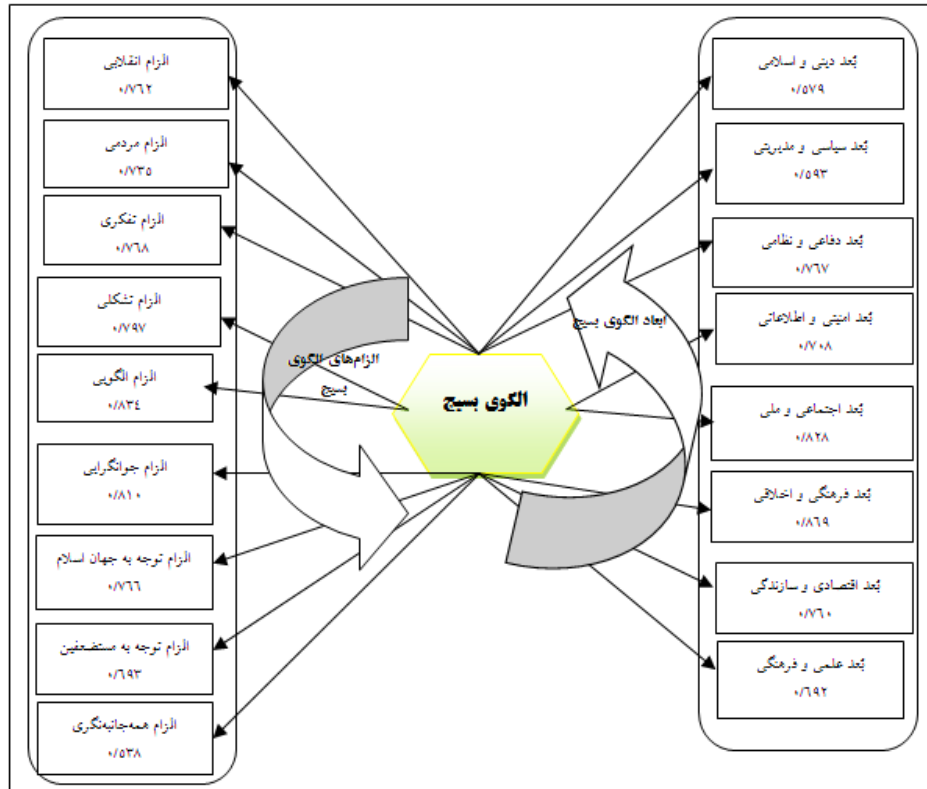 بُعد دینی و اسلامی
۰/۵۷۹
بُعد سیاسی و مدیریتی
۰/۵۹۳
بُعد دفاعی و نظامی
۰/۷۶۷
بُعد امنیتی و اطلاعاتی
۰/۷۰۸
بُعد اجتماعی و ملی
۰/۸۲۸
بُعد فرهنگی و اخلاقی
۰/۸۶۹
بُعد اقتصادی و سازندگی
۰/۷۶۰
بُعد علمی و فرهنگی
۰/۶۹۲
ابعاد الگوی بسیج
الگوی بسیج
الزام‌های الگوی
بسیج
الزام انقلابی
۰/۷۶۲
الزام مردمی
۰/۷۳۵
الزام تفکری
۰/۷۶۸
الزام تشکلی
۰/۷۹۷
الزام الگویی
۰/۸۳۴
الزام جوانگرایی
۰/۸۱۰
الزام توجه به جهان اسلام
۰/۷۶۶
الزام توجه به مستضعفین
۰/۶۹۳
الزام همه‌جانبه‌نگری
۰/۵۳۸